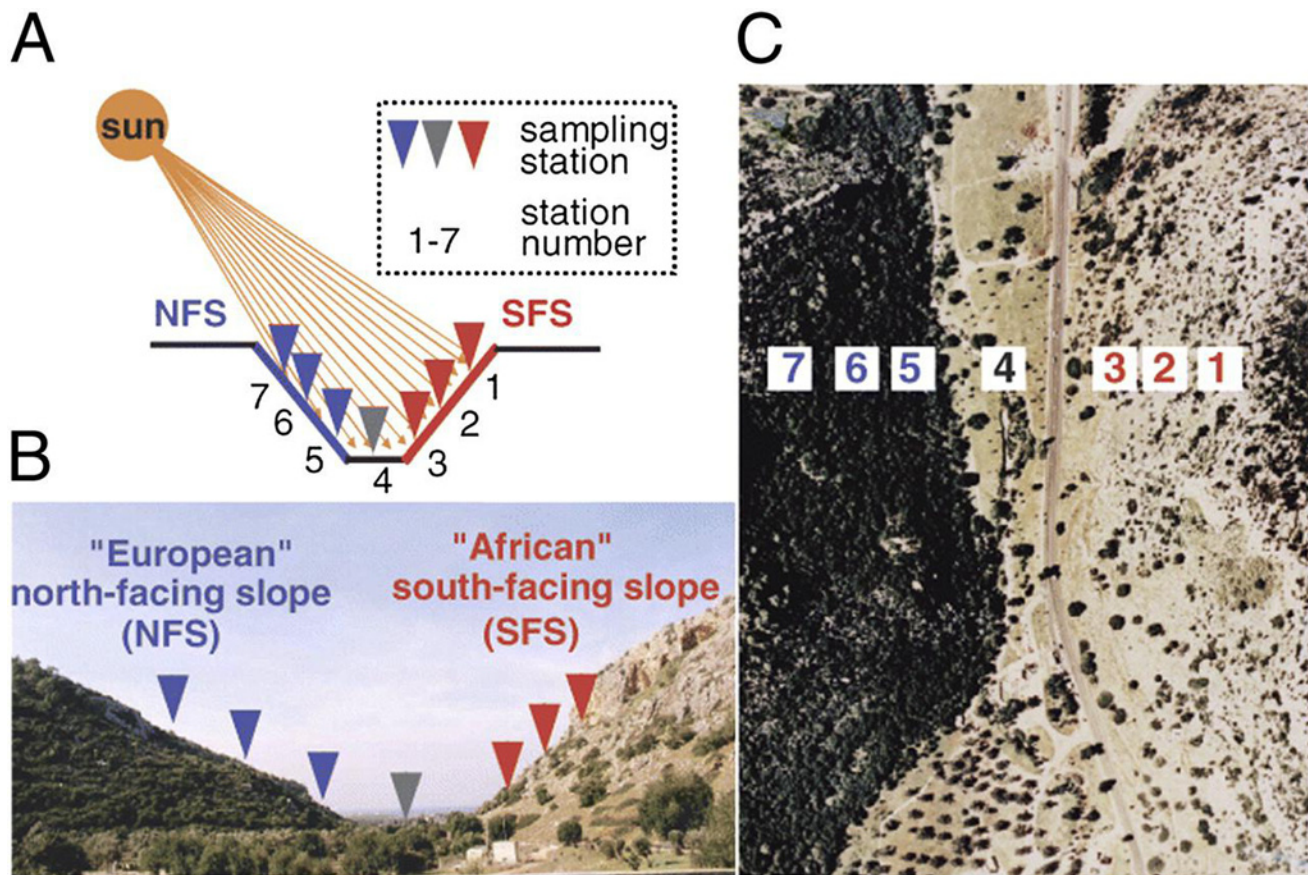 A
sun
sampling
station
1-7
station
number
NFS
SFS
7
6
5
4
3
2
1
B
"European"
north-facing slope
(NFS)
"African"
south-facing slope
(SFS)
C
7 6 5 4 3 2 1